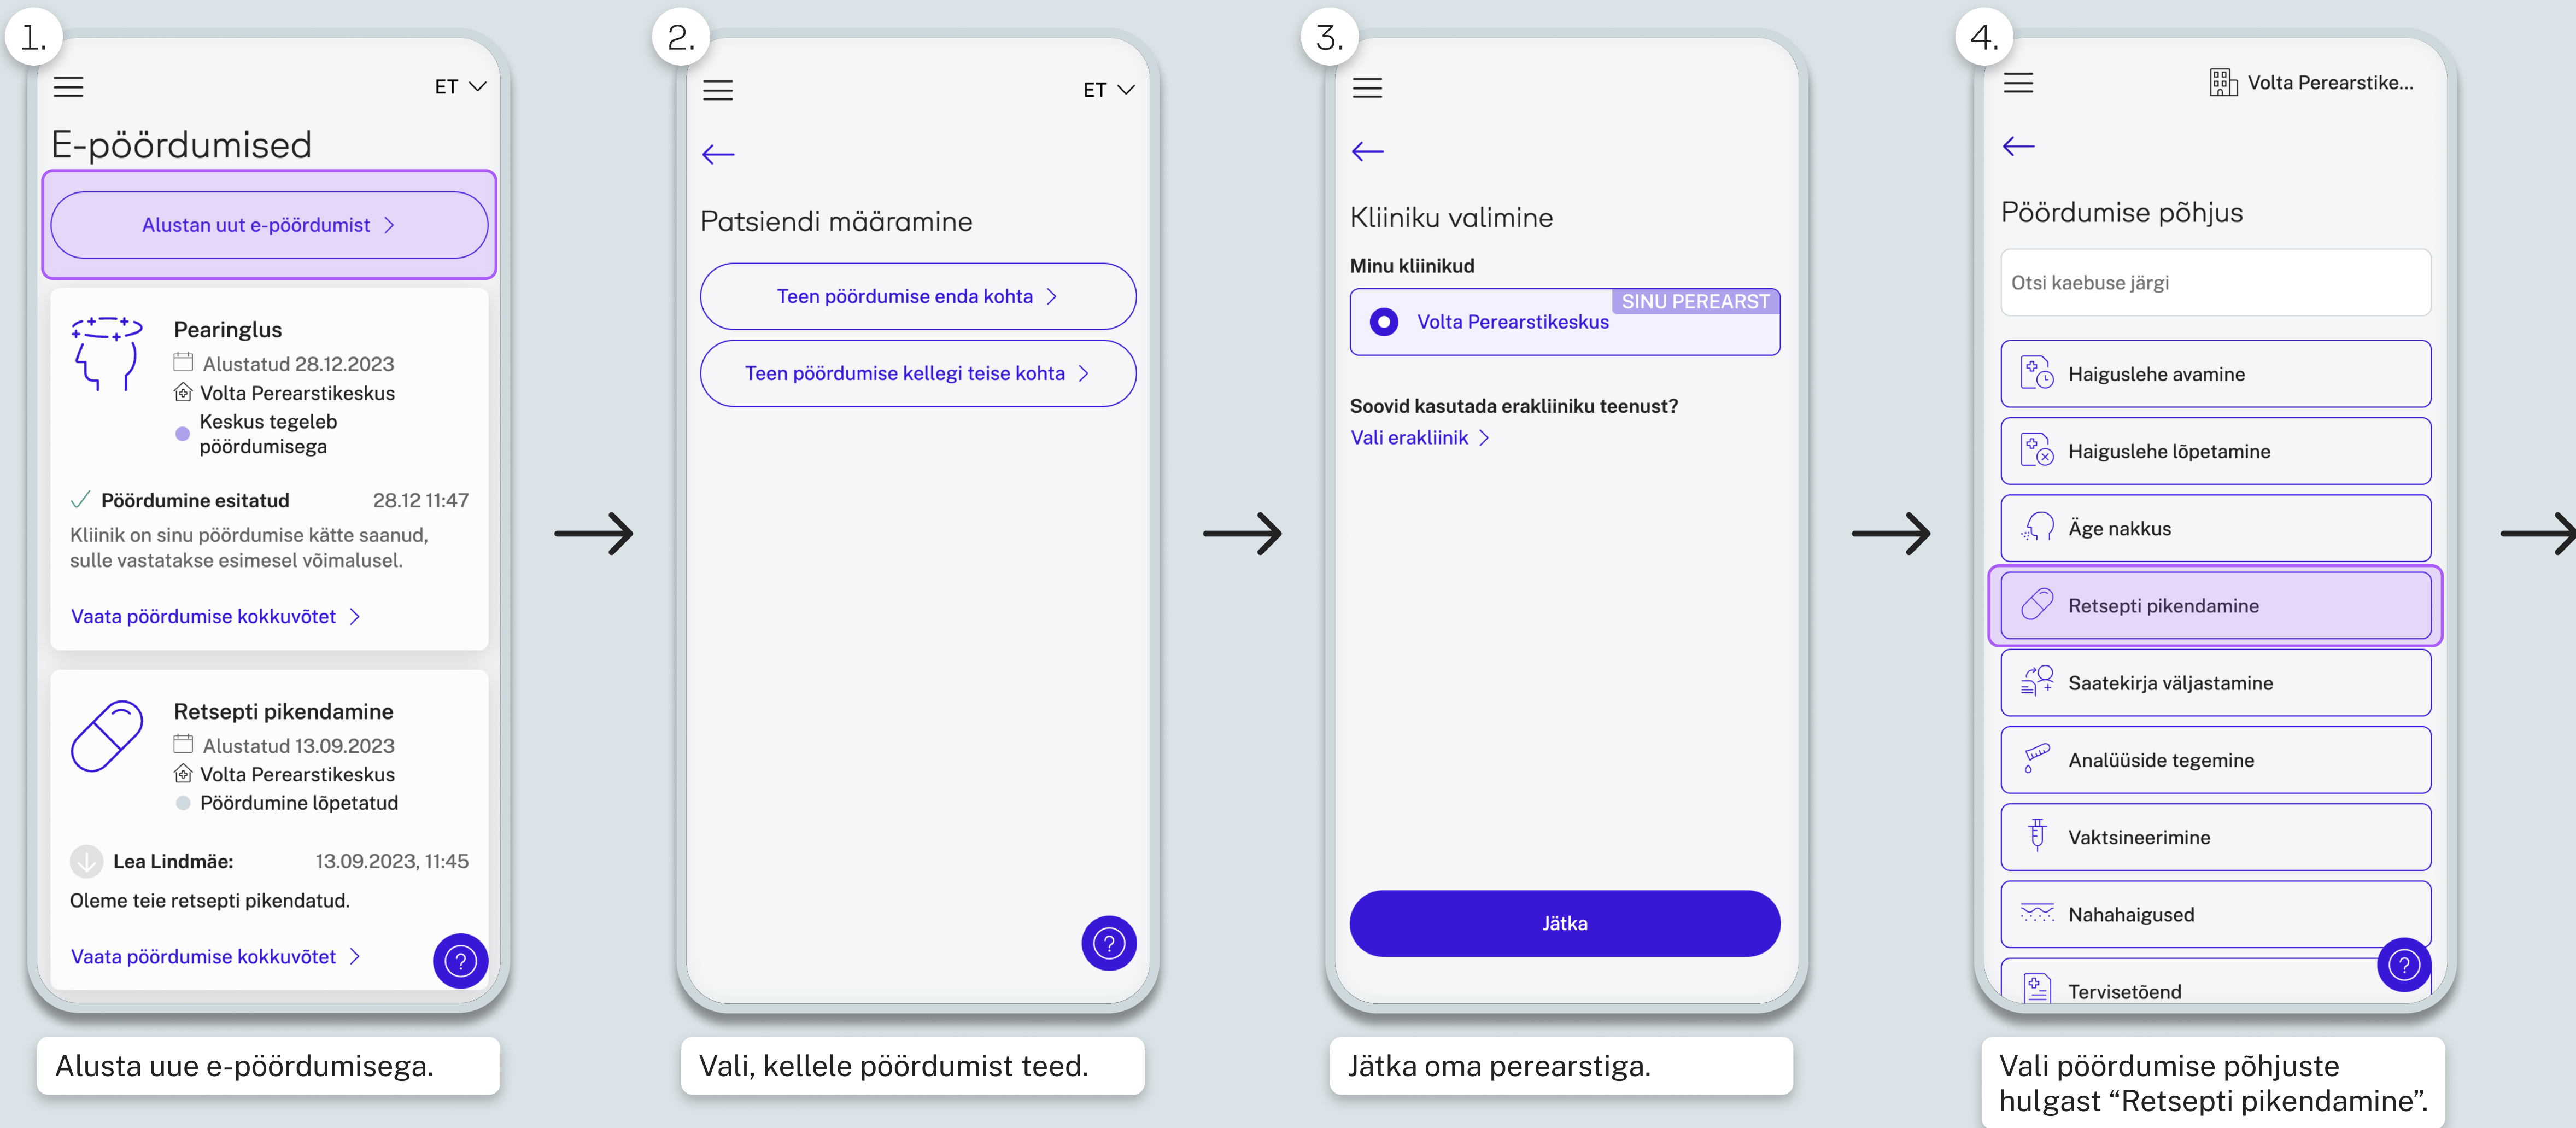 1.
ET
E-pöördumised
Alustan uut e-pöördumist
Pearinglus
Alustatud 28.12.2023
Volta Perearstikeskus
Keskus tegeleb
pöördumisega
Pöördumine esitatud 28.12 11:47
Kliinik on sinu pöördumise kätte saanud,
sulle vastatakse esimesel võimalusel.
Vaata pöördumise kokkuvõtet
Retsepti pikendamine
Alustatud 13.09.2023
Volta Perearstikeskus
Pöördumine lõpetatud
Lea Lindmäe: 13.09.2023, 11:45
Oleme teie retsepti pikendatud.
Vaata pöördumise kokkuvõtet
?
Alusta uue e-pöördumisega.
2.
ET
Patsiendi määramine
Teen pöördumise enda kohta
Teen pöördumise kellegi teise kohta
?
Vali, kellele pöördumist teed.
3.
Kliiniku valimine
Minu kliinikud
SINU PEREARST
Volta Perearstikeskus
Soovid kasutada erakliiniku teenust?
Vali erakliinik
Jätka
Jätka oma perearstiga.
4.
Volta Perearstike...
Pöördumise põhjus
Otsi kaebuse järgi
Haiguslehe avamine
Haiguslehe lõpetamine
Äge nakkus
Retsepti pikendamine
Saatekirja väljastamine
Analüüside tegemine
Vaktsineerimine
Nahahaigused
Tervisetõend
?
Vali pöördumise põhjuste
hulgast “Retsepti pikendamine”.